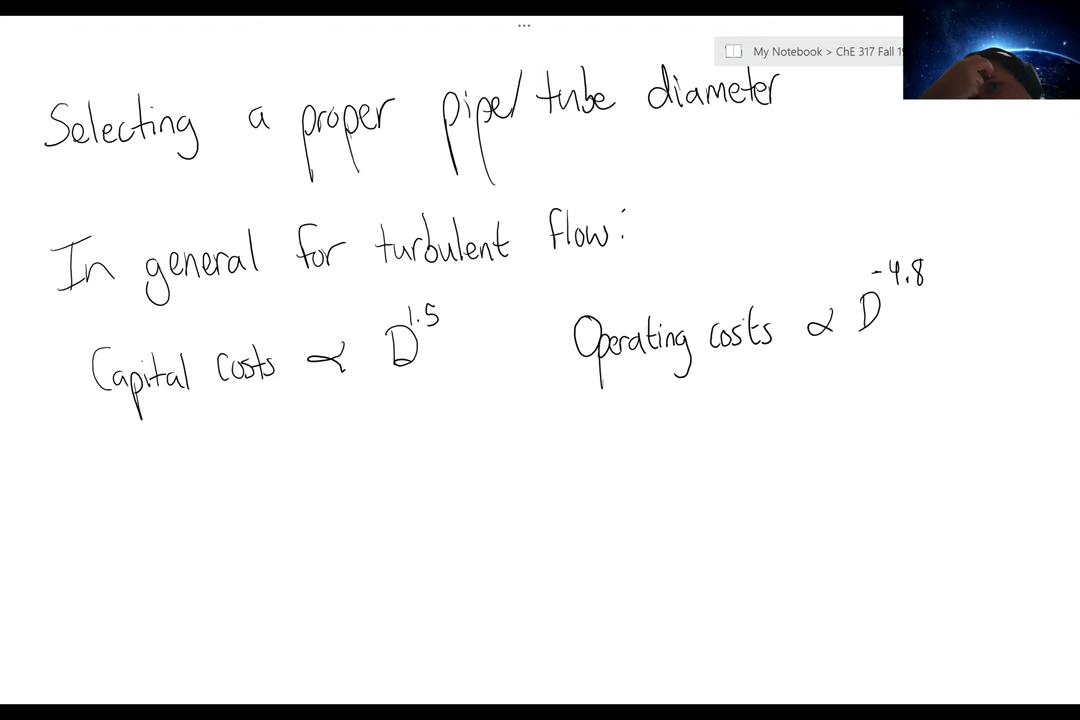 My Notebook > ChE 317 Fall
Selecting a proper pipe/tube diameter
In general for turbulent flow:
Capital costs ∝ D^1.5 Operating costs ∝ D^-4.8